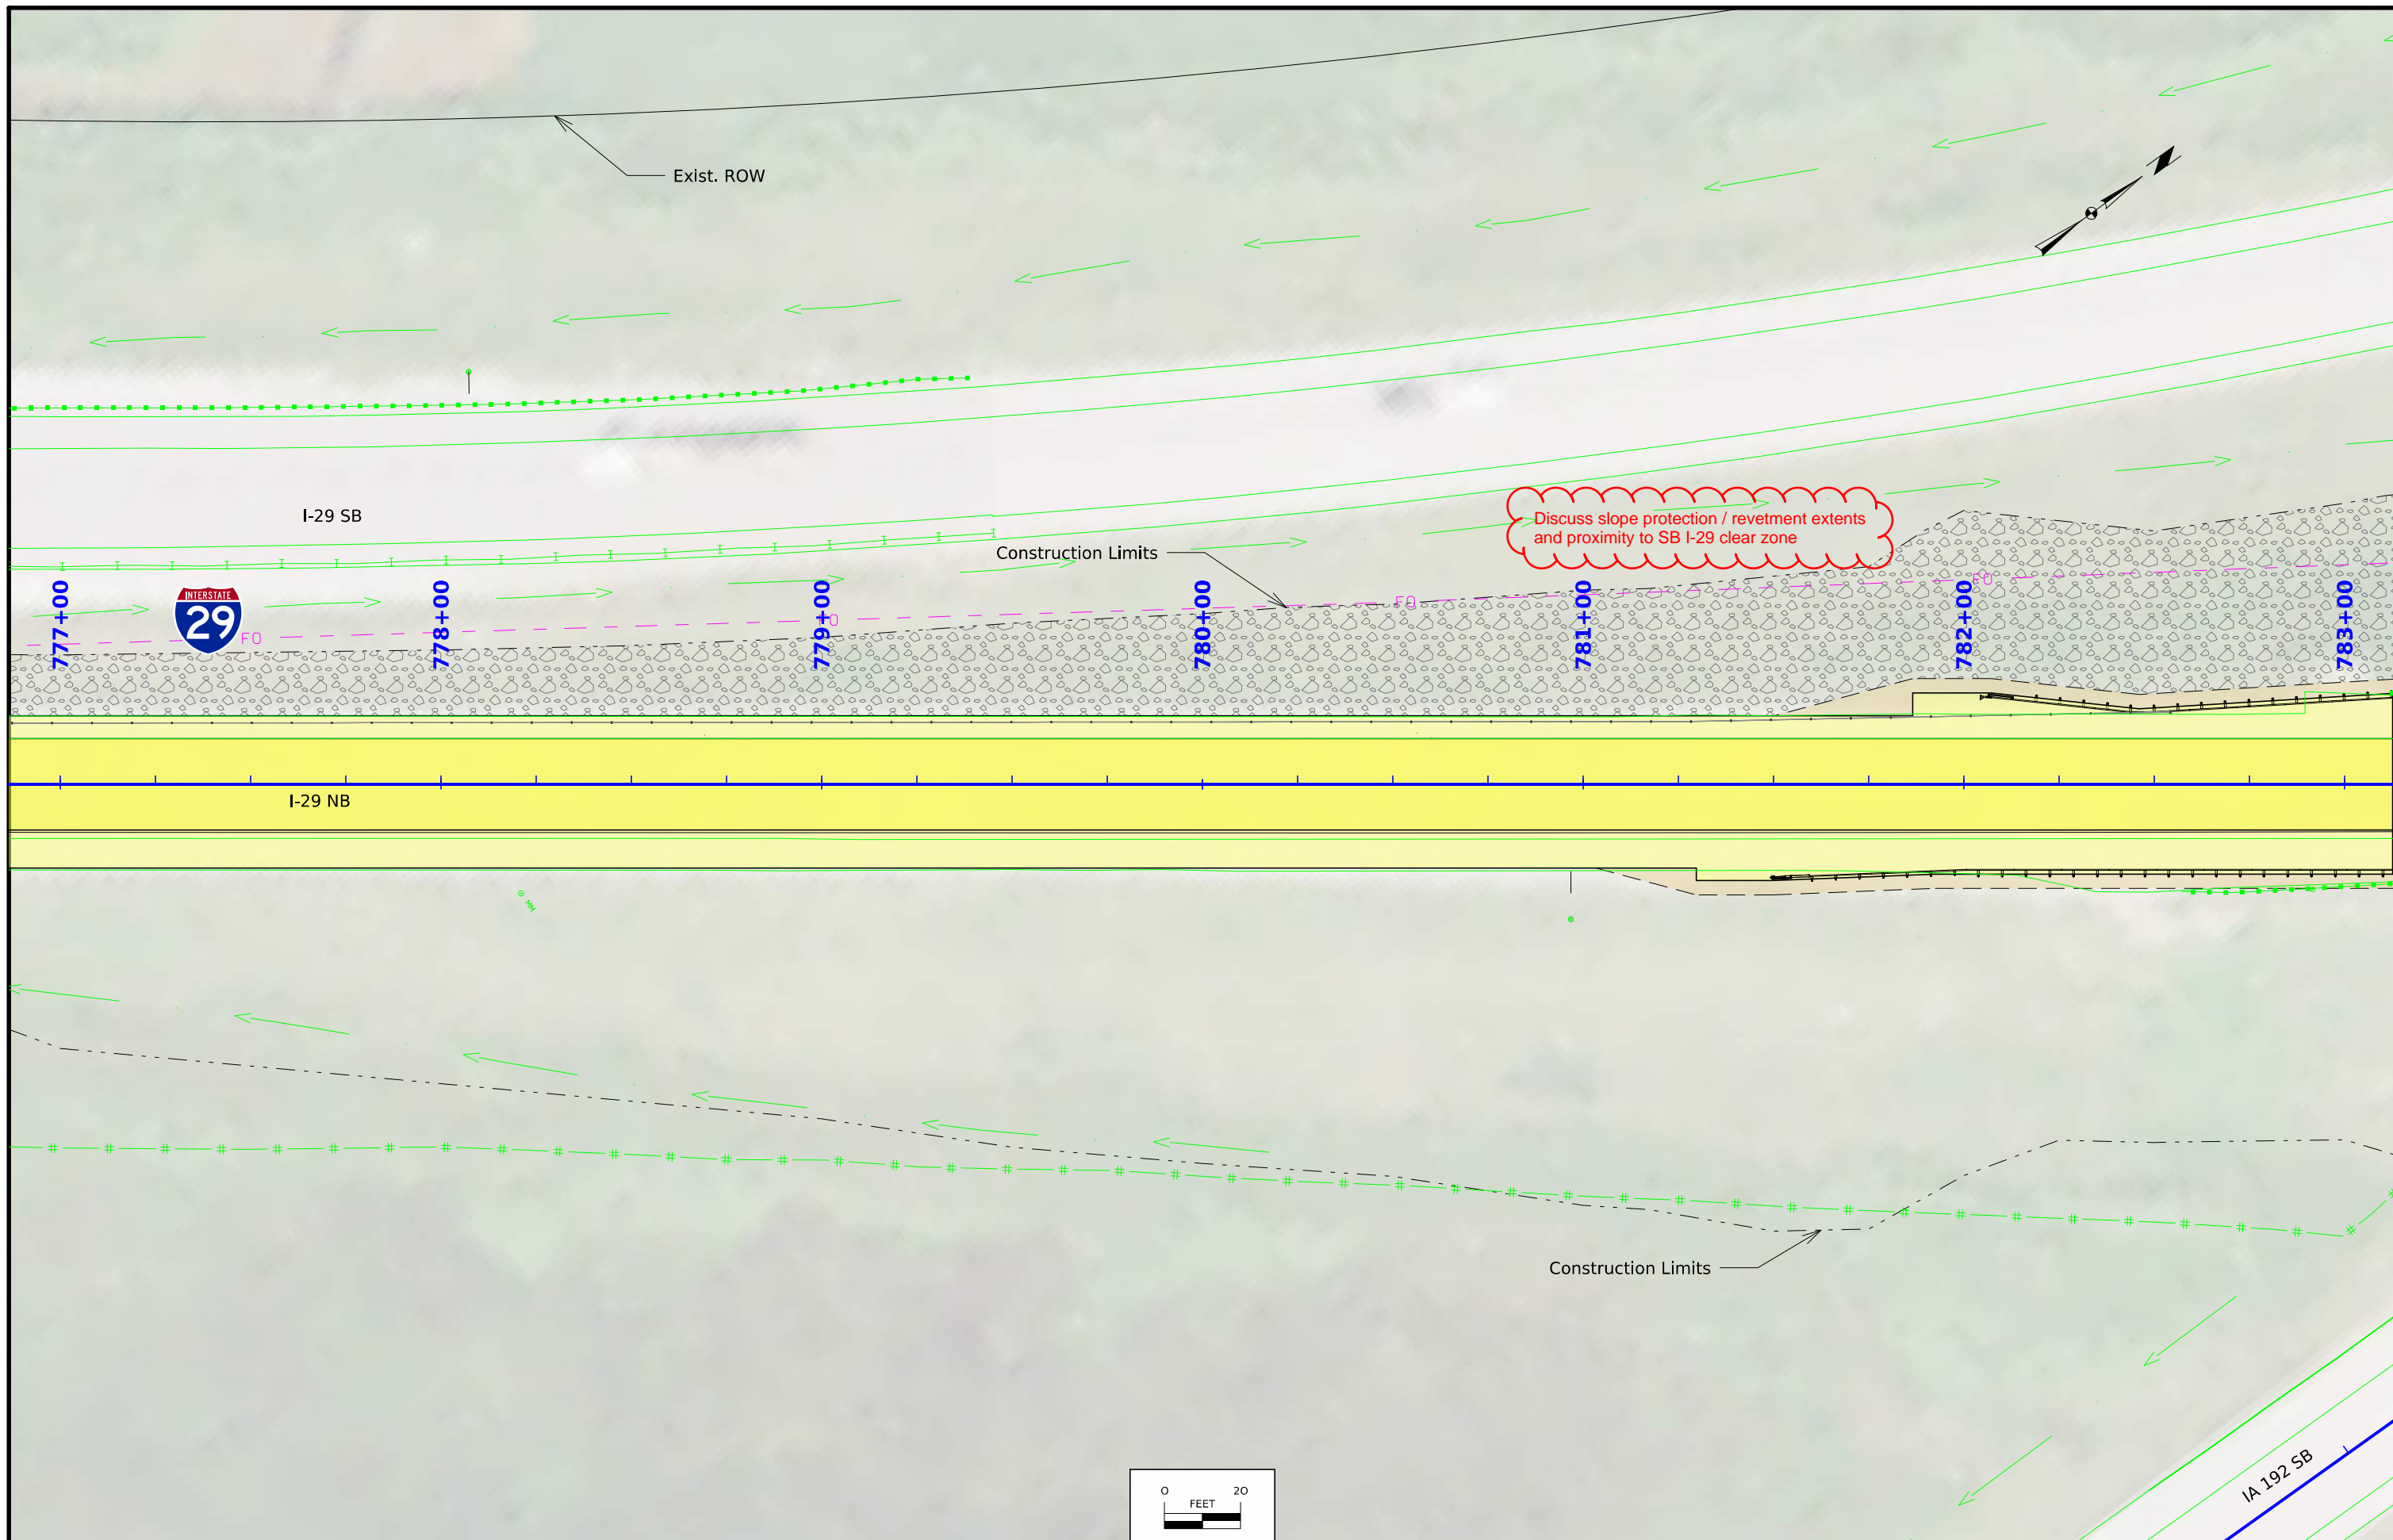 Exist. ROW
I-29 SB
Discuss slope protection / revetment extents
and proximity to SB I-29 clear zone
Construction Limits
INTERSTATE
29
FO
FO
FO
FO
777+00
778+00
779+00
780+00
781+00
782+00
783+00
I-29 NB
MM
Construction Limits
IA 192 SB
0 20
FEET
N